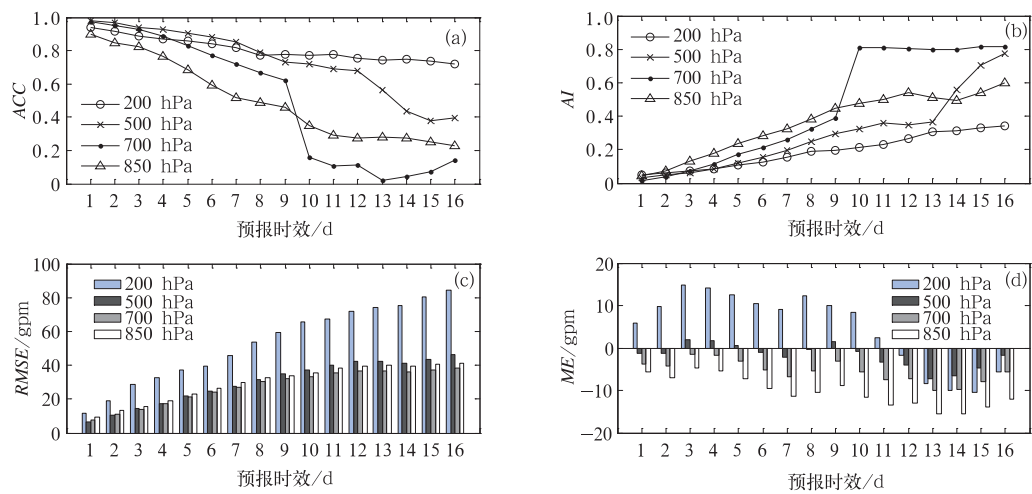 1.0
0.8
0.6
0.4
0.2
0
ACC
(a)
200 hPa
500 hPa
700 hPa
850 hPa
1 2 3 4 5 6 7 8 9 10 11 12 13 14 15 16
预报时效/d
1.0
0.8
0.6
0.4
0.2
0
AI
(b)
200 hPa
500 hPa
700 hPa
850 hPa
1 2 3 4 5 6 7 8 9 10 11 12 13 14 15 16
预报时效/d
100
80
60
40
20
0
RMSE/gpm
(c)
200 hPa
500 hPa
700 hPa
850 hPa
1 2 3 4 5 6 7 8 9 10 11 12 13 14 15 16
预报时效/d
20
10
0
−10
−20
ME/gpm
(d)
200 hPa
500 hPa
700 hPa
850 hPa
1 2 3 4 5 6 7 8 9 10 11 12 13 14 15 16
预报时效/d